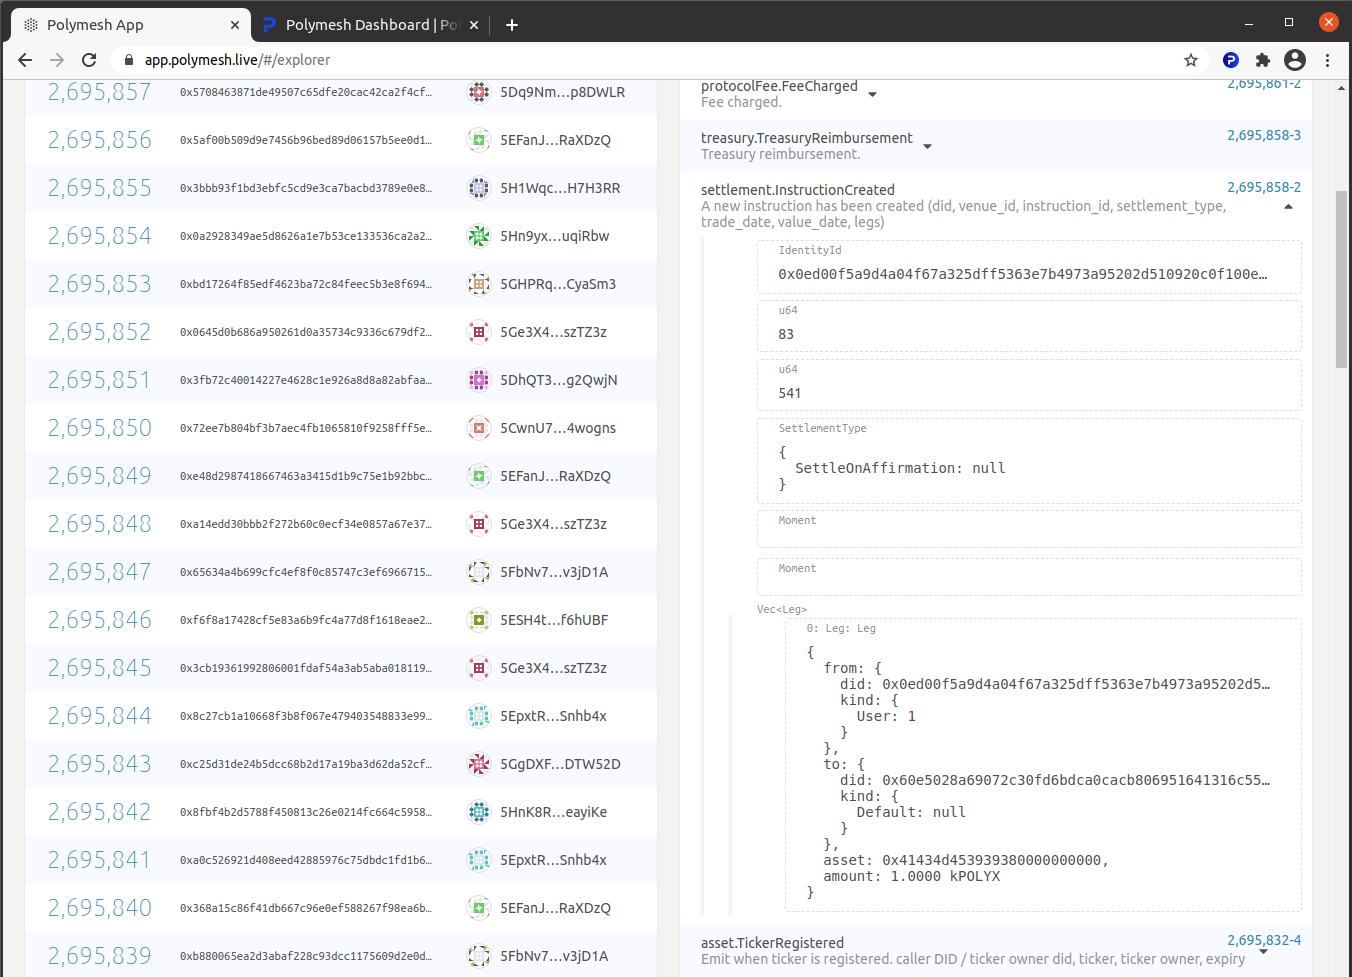 Polymesh App
Polymesh Dashboard | Pol
app.polymesh.live/#/explorer
2,695,857 0x5708463871de49507c65dfe20cac42ca2f4cf… 5Dq9Nm…p8DWLR
2,695,856 0x5af00b509d9e7456b96bed89d06157b5ee0d1… 5EFanJ…RaXDzQ
2,695,855 0x3bbb93f1bd3ebfc5cd9e3ca7bacbd3789e0e8… 5H1Wqc…H7H3RR
2,695,854 0x0a2928349ae5d8626a1e7b53ce133536ca2a2… 5Hn9yx…uqiRbw
2,695,853 0xbd17264f85edf4623ba72c84feec5b3e8f694… 5GHPRq…CyaSm3
2,695,852 0x0645d0b686a950261d0a35734c9336c679df2… 5Ge3X4…szTZ3z
2,695,851 0x3fb72c40014227e4628c1e926a8d8a82abfaa… 5DhQT3…g2QwjN
2,695,850 0x72ee7b804bf3b7aec4fb1065810f9258fff5e… 5CwnU7…4wogns
2,695,849 0xe48d2987418667463a3415d1b9c75e1b92bbc… 5EFanJ…RaXDzQ
2,695,848 0xa14edd30bbb2f272b60c0ecf34e0857a67e37… 5Ge3X4…szTZ3z
2,695,847 0x65634a4b699cfc4ef8f0c85747c3ef6966715… 5FbNv7…v3jD1A
2,695,846 0xf6f8a17428cf5e83a6b9fc4a77d8f1618eae2… 5ESH4t…f6hUBF
2,695,845 0x3cb19361992806001fdaf54a3ab5aba018119… 5Ge3X4…szTZ3z
2,695,844 0x8c27cb1a10668f3b8f067e479403548833e99… 5EpxtR…Snhb4x
2,695,843 0xc25d31de24b5dcc68b2d17a19ba3d62da52cf… 5GgDXF…DTW52D
2,695,842 0x8fbf4b2d5788f450813c26e0214fc664c5958… 5HnK8R…eayiKe
2,695,841 0xa0c526921d408eed42885976c75dbdc1fd1b6… 5EpxtR…Snhb4x
2,695,840 0x368a15c86f41db667c96e0ef588267f98ea6b… 5EFanJ…RaXDzQ
2,695,839 0xb880065ea2d3abaf228c93dcc1175609d2e0d… 5FbNv7…v3jD1A
protocolFee.FeeCharged 2,695,861-2
Fee charged.
treasury.TreasuryReimbursement 2,695,858-3
Treasury reimbursement.
settlement.InstructionCreated 2,695,858-2
A new instruction has been created (did, venue_id, instruction_id, settlement_type,
trade_date, value_date, legs)
IdentityId
0x0ed00f5a9d4a04f67a325dff5363e7b4973a95202d510920c0f100e…
u64
83
u64
541
SettlementType
{
SettleOnAffirmation: null
}
Moment
Moment
Vec<Leg>
0: Leg: Leg
{
from: {
did: 0x0ed00f5a9d4a04f67a325dff5363e7b4973a95202d5…
kind: {
User: 1
}
},
to: {
did: 0x60e5028a69072c30fd6bdca0cacb806951641316c55…
kind: {
Default: null
}
},
asset: 0x41434d453939380000000000,
amount: 1.0000 kPOLYX
}
asset.TickerRegistered 2,695,832-4
Emit when ticker is registered. caller DID / ticker owner did, ticker, ticker owner, expiry